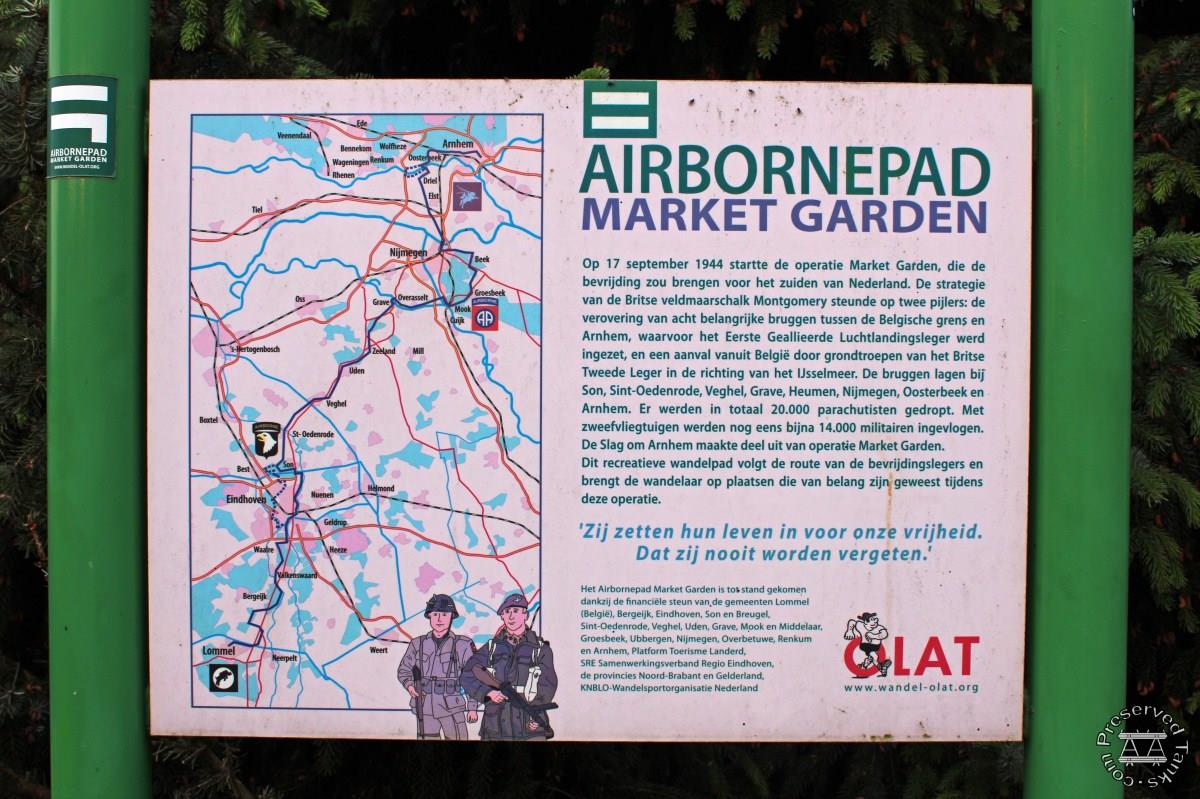 AIRBORNEPAD
MARKET GARDEN
WWW.WANDEL-OLAT.ORG
Ede
Veenendaal
Bennekom
Wolfheze
Arnhem
Wageningen
Renkum
Oosterbeek
Rhenen
Driel
Elst
Tiel
Nijmegen
Beek
Oss
Grave
Overasselt
Groesbeek
Mook
Cuijk
AIRBORNE
AA
's-Hertogenbosch
Zeeland
Mill
Uden
Veghel
Boxtel
AIRBORNE
St- Oedenrode
Best
Son
Nuenen
Helmond
Eindhoven
Geldrop
Waalre
Heeze
Valkenswaard
Bergeijk
Lommel
Neerpelt
Weert
AIRBORNEPAD
MARKET GARDEN
Op 17 september 1944 startte de operatie Market Garden, die de
bevrijding zou brengen voor het zuiden van Nederland. De strategie
van de Britse veldmaarschalk Montgomery steunde op twee pijlers: de
verovering van acht belangrijke bruggen tussen de Belgische grens en
Arnhem, waarvoor het Eerste Geallieerde Luchtlandingsleger werd
ingezet, en een aanval vanuit België door grondtroepen van het Britse
Tweede Leger in de richting van het IJsselmeer. De bruggen lagen bij
Son, Sint-Oedenrode, Veghel, Grave, Heumen, Nijmegen, Oosterbeek en
Arnhem. Er werden in totaal 20.000 parachutisten gedropt. Met
zweefvliegtuigen werden nog eens bijna 14.000 militairen ingevlogen.
De Slag om Arnhem maakte deel uit van operatie Market Garden.
Dit recreatieve wandelpad volgt de route van de bevrijdingslegers en
brengt de wandelaar op plaatsen die van belang zijn geweest tijdens
deze operatie.
'Zij zetten hun leven in voor onze vrijheid.
Dat zij nooit worden vergeten.'
Het Airbornepad Market Garden is tot stand gekomen
dankzij de financiële steun van de gemeenten Lommel
(België), Bergeijk, Eindhoven, Son en Breugel,
Sint-Oedenrode, Veghel, Uden, Grave, Mook en Middelaar,
Groesbeek, Ubbergen, Nijmegen, Overbetuwe, Renkum
en Arnhem, Platform Toerisme Landerd,
SRE Samenwerkingsverband Regio Eindhoven,
de provincies Noord-Brabant en Gelderland,
KNBLO-Wandelsportorganisatie Nederland
OLAT
www.wandel-olat.org
Preserved Tanks .com